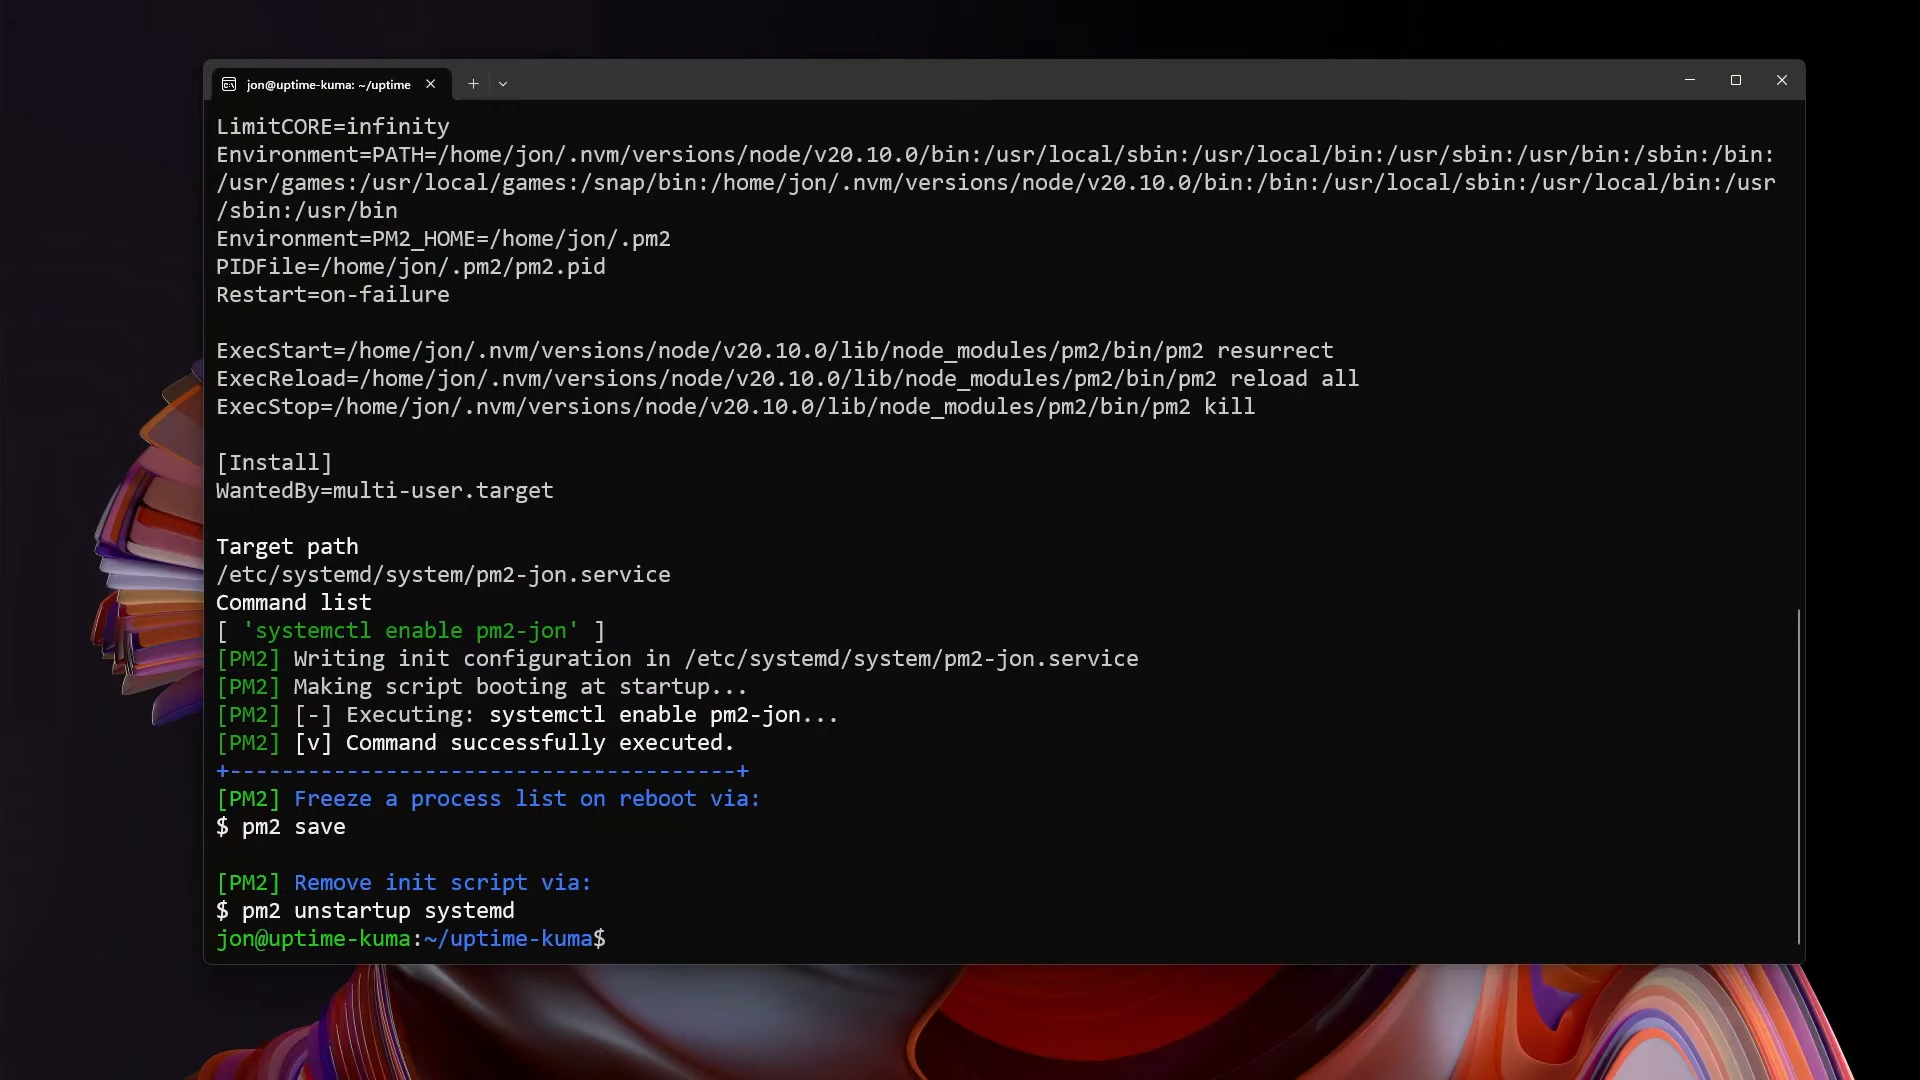 jon@uptime-kuma: ~/uptime
LimitCORE=infinity
Environment=PATH=/home/jon/.nvm/versions/node/v20.10.0/bin:/usr/local/sbin:/usr/local/bin:/usr/sbin:/usr/bin:/sbin:/bin:
/usr/games:/usr/local/games:/snap/bin:/home/jon/.nvm/versions/node/v20.10.0/bin:/bin:/usr/local/sbin:/usr/local/bin:/usr
/sbin:/usr/bin
Environment=PM2_HOME=/home/jon/.pm2
PIDFile=/home/jon/.pm2/pm2.pid
Restart=on-failure
ExecStart=/home/jon/.nvm/versions/node/v20.10.0/lib/node_modules/pm2/bin/pm2 resurrect
ExecReload=/home/jon/.nvm/versions/node/v20.10.0/lib/node_modules/pm2/bin/pm2 reload all
ExecStop=/home/jon/.nvm/versions/node/v20.10.0/lib/node_modules/pm2/bin/pm2 kill
[Install]
WantedBy=multi-user.target
Target path
/etc/systemd/system/pm2-jon.service
Command list
[ 'systemctl enable pm2-jon' ]
[PM2] Writing init configuration in /etc/systemd/system/pm2-jon.service
[PM2] Making script booting at startup...
[PM2] [-] Executing: systemctl enable pm2-jon...
[PM2] [v] Command successfully executed.
+---------------------------------------+
[PM2] Freeze a process list on reboot via:
$ pm2 save
[PM2] Remove init script via:
$ pm2 unstartup systemd
jon@uptime-kuma:~/uptime-kuma$